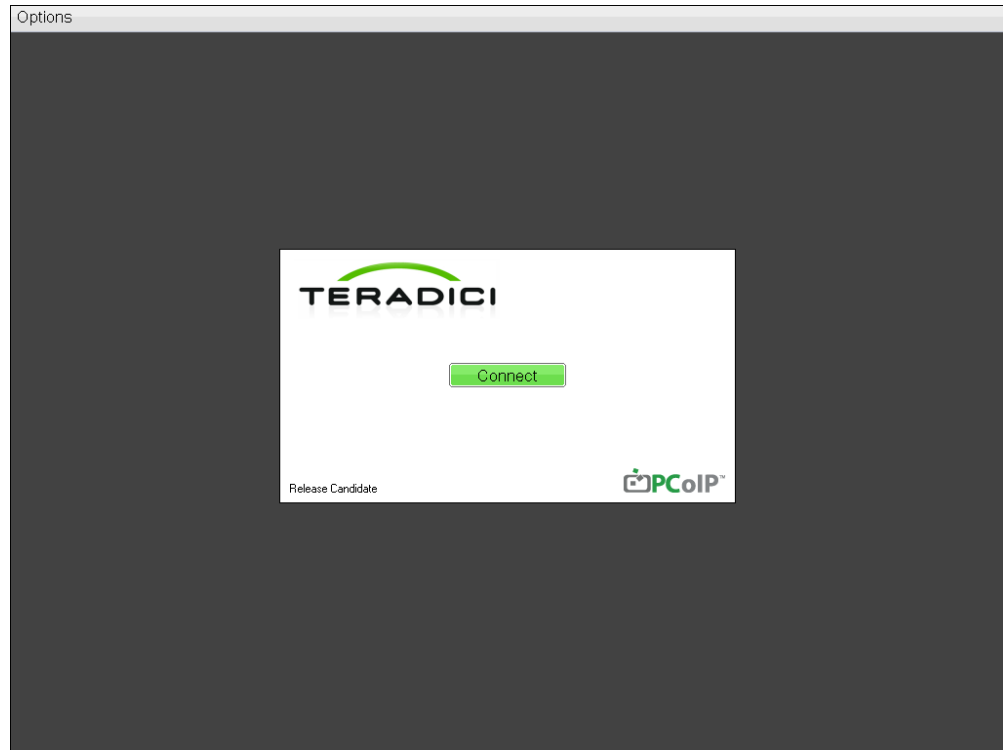 Options
TERADICI
Connect
Release Candidate
PCoIP™